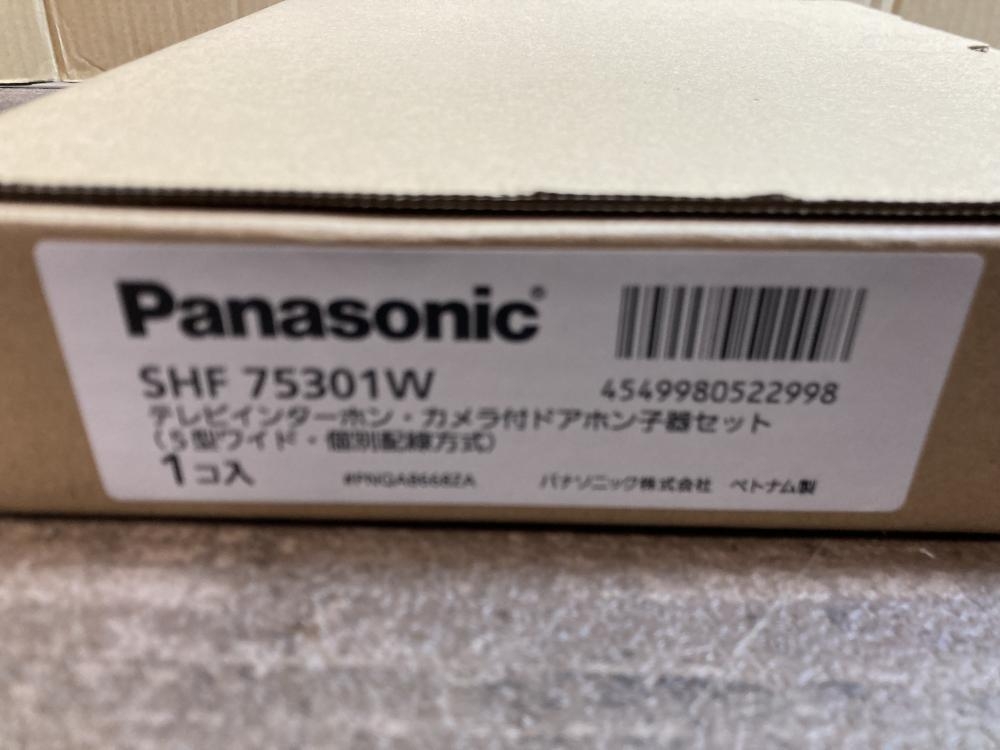 Panasonic®
SHF 75301W
4549980522998
テレビインターホン・カメラ付ドアホン子器セット
(S型ワイド・個別配線方式)
1コ入
パナソニック株式会社 ベトナム製